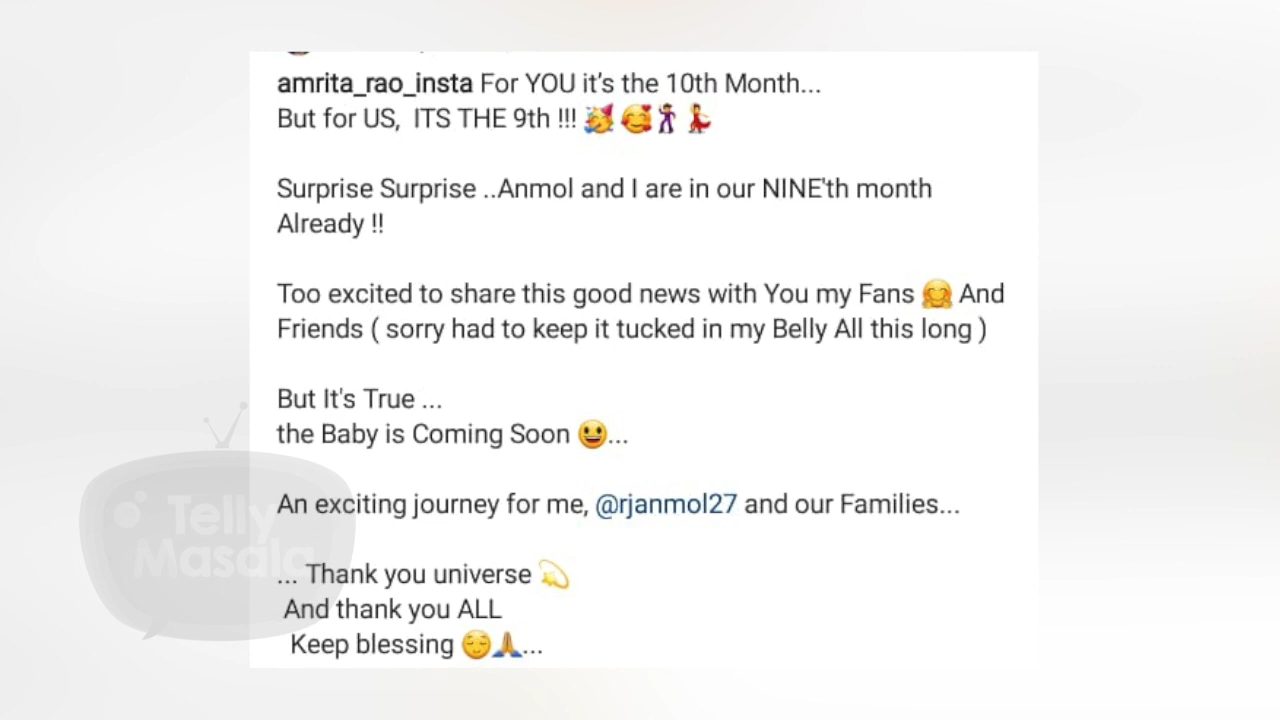 amrita_rao_insta For YOU it's the 10th Month...
But for US, ITS THE 9th !!! 🥳 🥰🕺💃
Surprise Surprise ..Anmol and I are in our NINE'th month
Already !!
Too excited to share this good news with You my Fans 🤗 And
Friends ( sorry had to keep it tucked in my Belly All this long )
But It's True ...
the Baby is Coming Soon 😃...
An exciting journey for me, @rjanmol27 and our Families...
Telly
Masala
... Thank you universe 💫
And thank you ALL
Keep blessing 😌🙏...